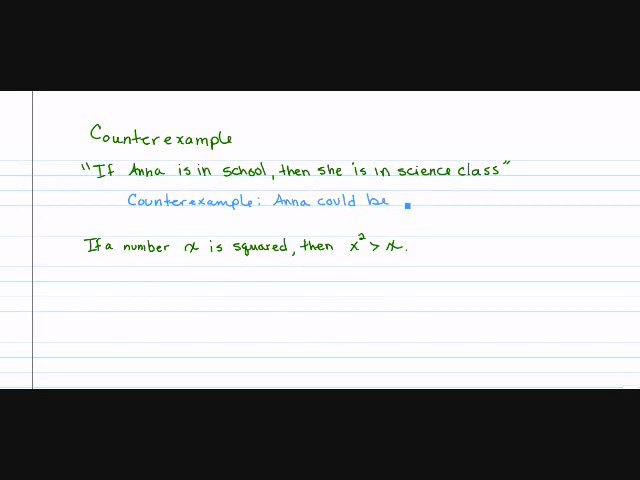 Counterexample
"If Anna is in school, then she is in science class"
Counterexample: Anna could be
If a number x is squared, then x² > x.